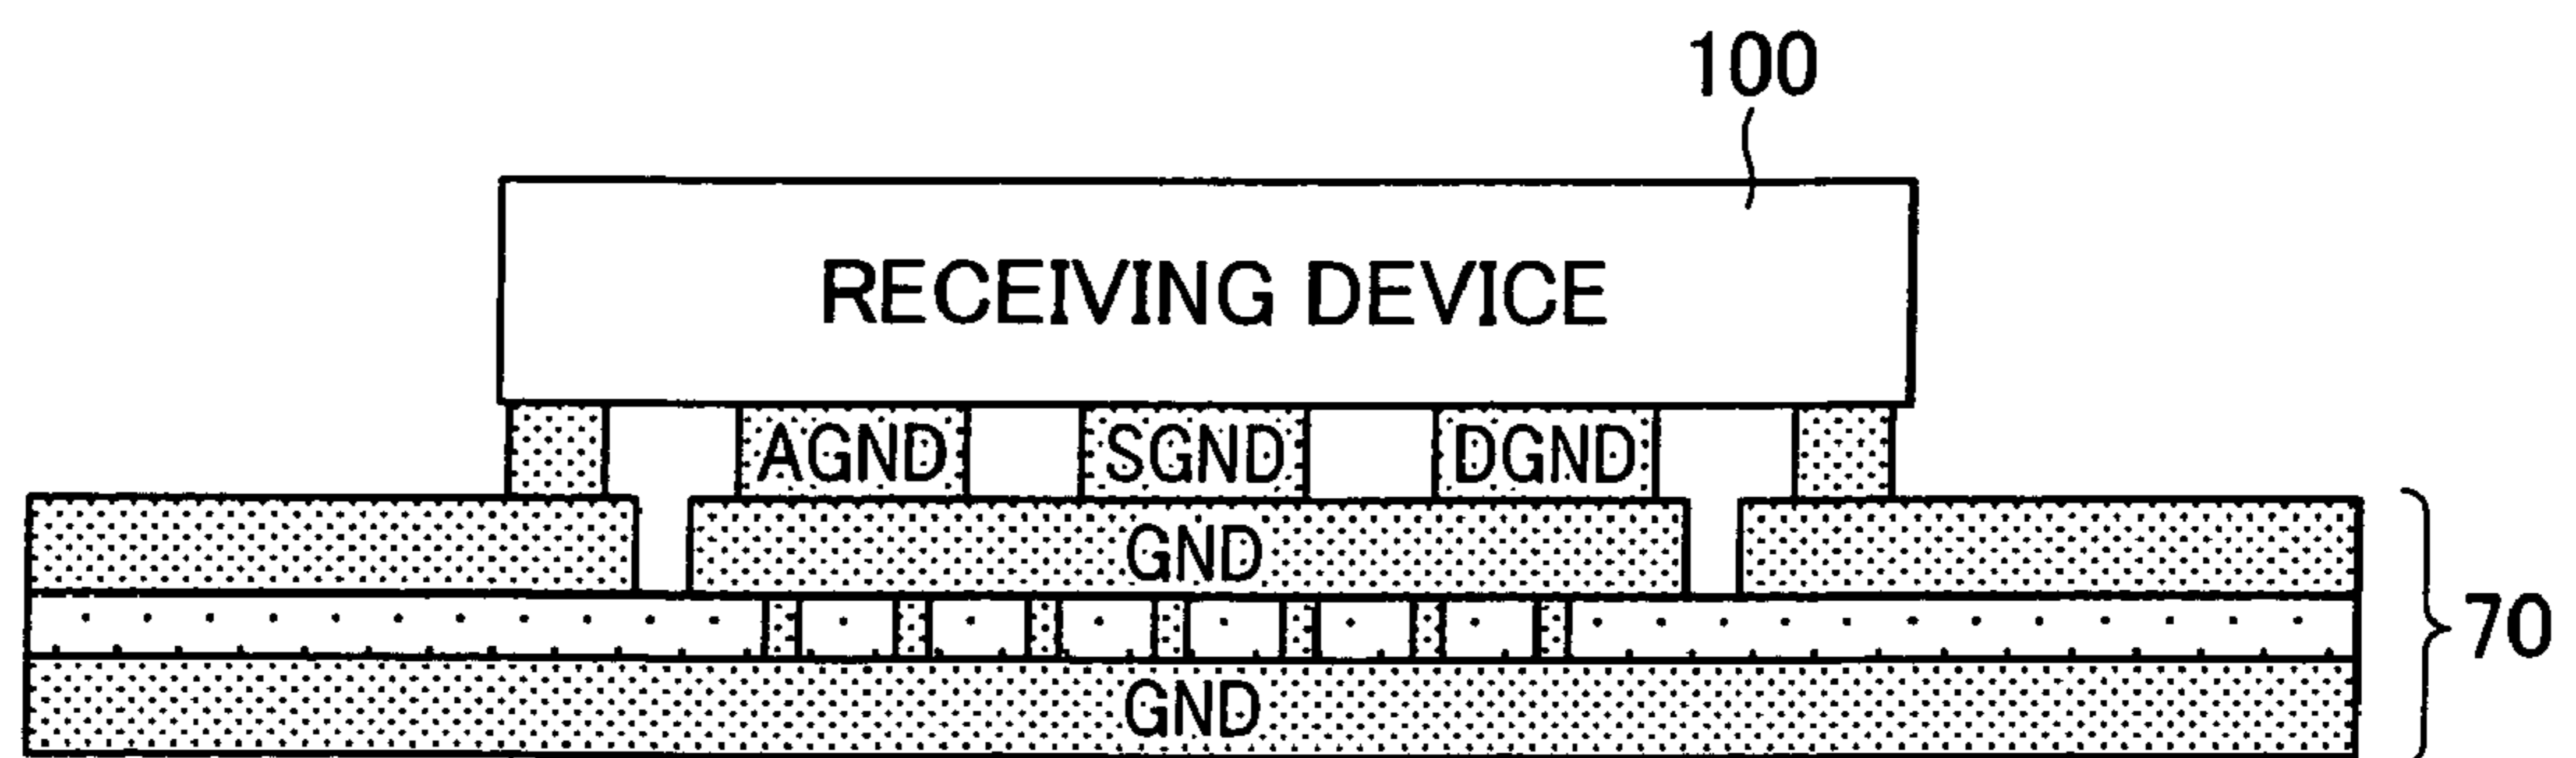 100
RECEIVING DEVICE
AGND SGND DGND
GND
70
GND